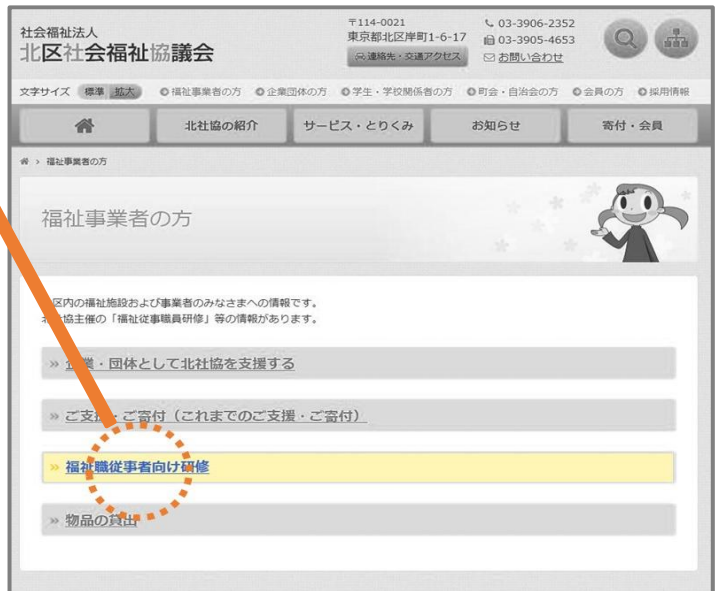 社会福祉法人
北区社会福祉協議会
〒114-0021
東京都北区岸町1-6-17
連絡先・交通アクセス
03-3906-2352
03-3905-4653
お問い合わせ
文字サイズ 標準 拡大 福祉事業者の方 企業団体の方 学生・学校関係者の方 町会・自治会の方 会員の方 採用情報
北社協の紹介 サービス・とりくみ お知らせ 寄付・会員
> 福祉事業者の方
福祉事業者の方
区内の福祉施設および事業者のみなさまへの情報です。
協主催の「福祉従事職員研修」等の情報があります。
» 企業・団体として北社協を支援する
» ご支援・ご寄付（これまでのご支援・ご寄付）
» 福祉職従事者向け研修
» 物品の貸出